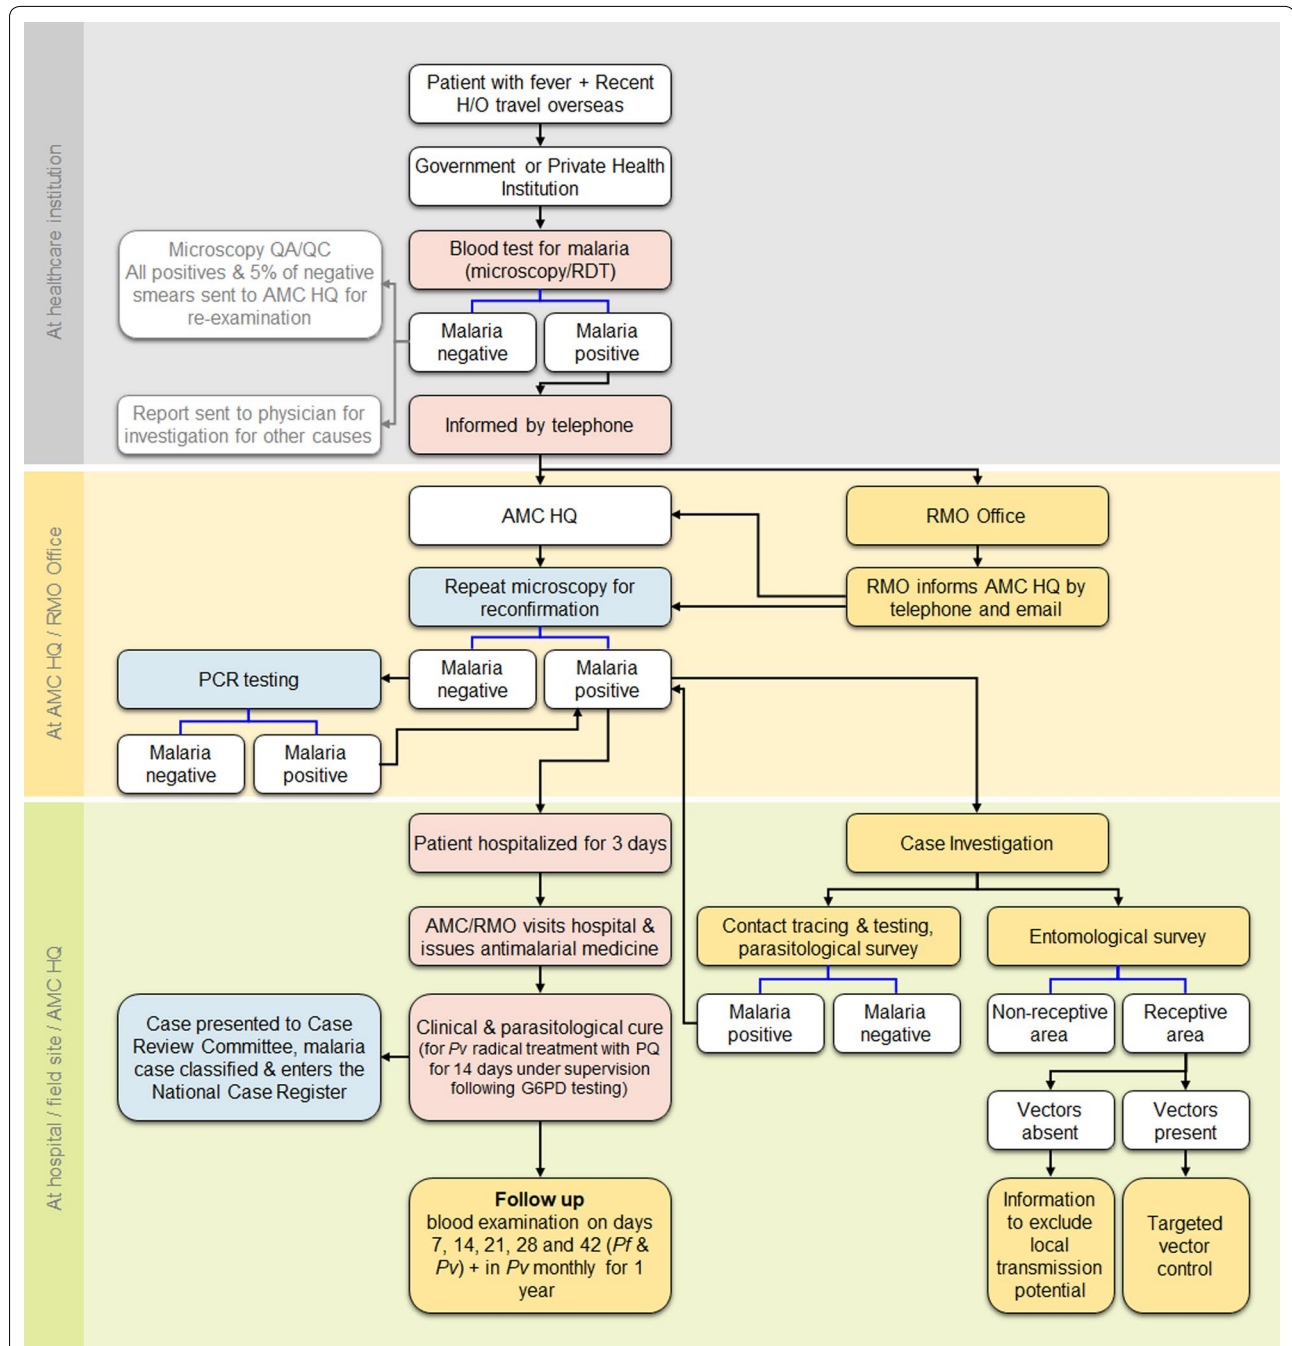 At healthcare institution
Patient with fever + Recent
H/O travel overseas
Government or Private Health
Institution
Blood test for malaria
(microscopy/RDT)
Microscopy QA/QC
All positives & 5% of negative
smears sent to AMC HQ for
re-examination
Malaria
negative
Malaria
positive
Report sent to physician for
investigation for other causes
Informed by telephone
At AMC HQ / RMO Office
AMC HQ
RMO Office
Repeat microscopy for
reconfirmation
RMO informs AMC HQ by
telephone and email
PCR testing
Malaria
negative
Malaria
positive
Malaria
negative
Malaria
positive
At hospital / field site / AMC HQ
Patient hospitalized for 3 days
Case Investigation
AMC/RMO visits hospital &
issues antimalarial medicine
Contact tracing & testing,
parasitological survey
Entomological survey
Case presented to Case
Review Committee, malaria
case classified & enters the
National Case Register
Clinical & parasitological cure
(for Pv radical treatment with PQ
for 14 days under supervision
following G6PD testing)
Malaria
positive
Malaria
negative
Non-receptive
area
Receptive
area
Vectors
absent
Vectors
present
Follow up
blood examination on days
7, 14, 21, 28 and 42 (Pf &
Pv) + in Pv monthly for 1
year
Information
to exclude
local
transmission
potential
Targeted
vector
control